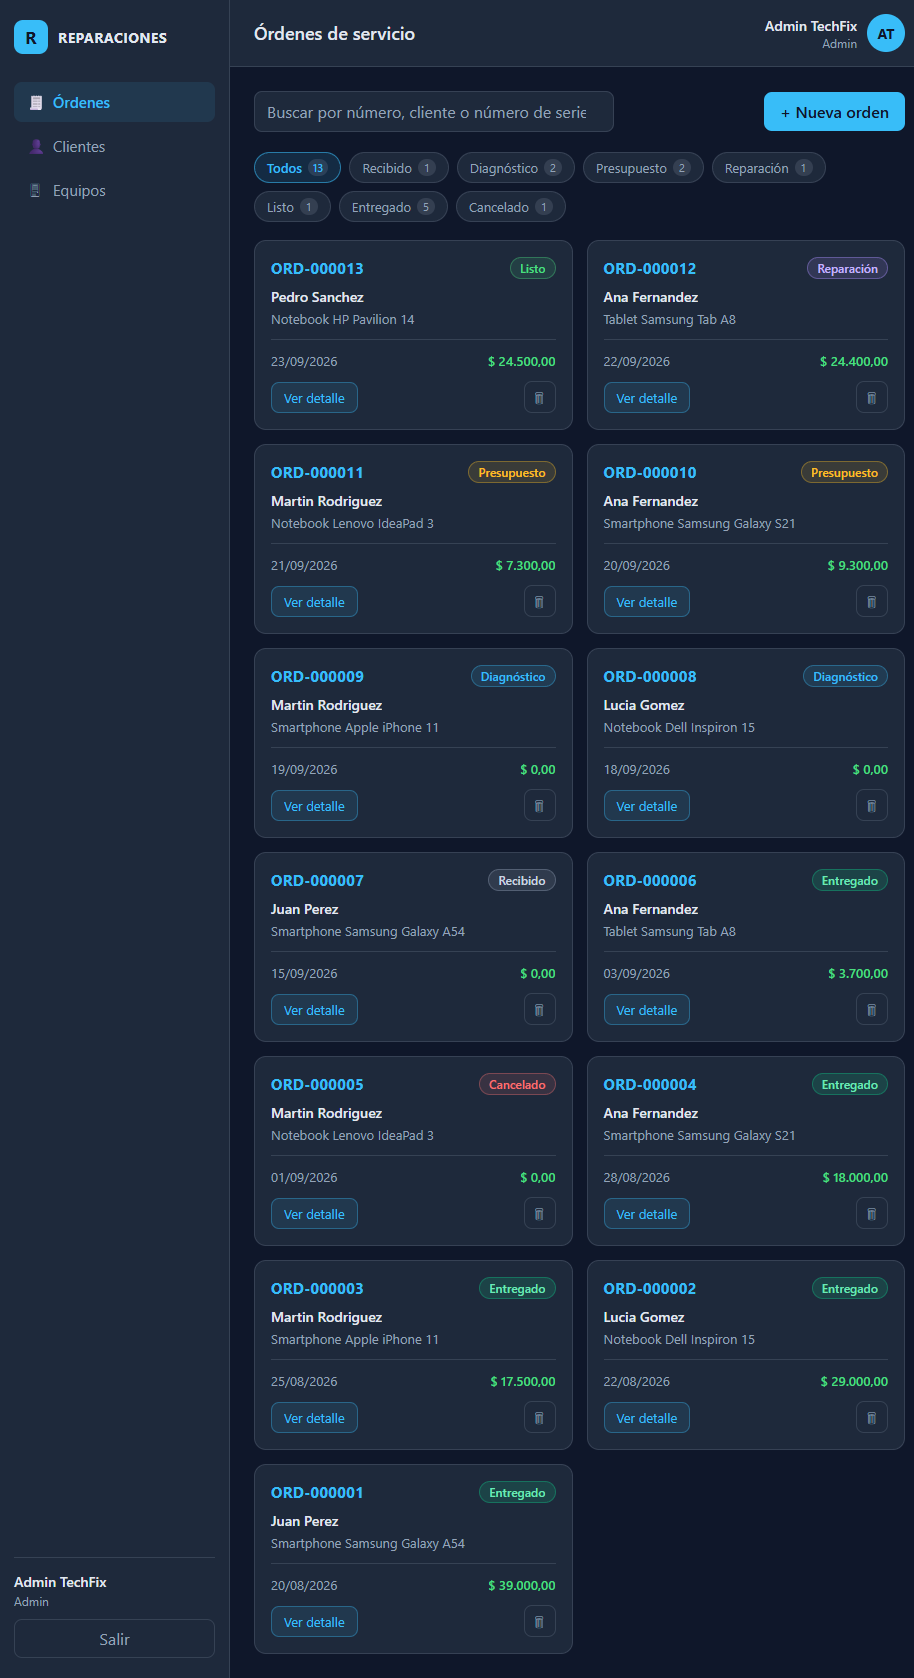 R REPARACIONES
Órdenes
Clientes
Equipos
Órdenes de servicio
Admin TechFix
Admin
AT
Buscar por número, cliente o número de serie
+ Nueva orden
Todos 13 Recibido 1 Diagnóstico 2 Presupuesto 2 Reparación 1
Listo 1 Entregado 5 Cancelado 1
ORD-000013 Listo
Pedro Sanchez
Notebook HP Pavilion 14
23/09/2026 $ 24.500,00
Ver detalle
ORD-000012 Reparación
Ana Fernandez
Tablet Samsung Tab A8
22/09/2026 $ 24.400,00
Ver detalle
ORD-000011 Presupuesto
Martin Rodriguez
Notebook Lenovo IdeaPad 3
21/09/2026 $ 7.300,00
Ver detalle
ORD-000010 Presupuesto
Ana Fernandez
Smartphone Samsung Galaxy S21
20/09/2026 $ 9.300,00
Ver detalle
ORD-000009 Diagnóstico
Martin Rodriguez
Smartphone Apple iPhone 11
19/09/2026 $ 0,00
Ver detalle
ORD-000008 Diagnóstico
Lucia Gomez
Notebook Dell Inspiron 15
18/09/2026 $ 0,00
Ver detalle
ORD-000007 Recibido
Juan Perez
Smartphone Samsung Galaxy A54
15/09/2026 $ 0,00
Ver detalle
ORD-000006 Entregado
Ana Fernandez
Tablet Samsung Tab A8
03/09/2026 $ 3.700,00
Ver detalle
ORD-000005 Cancelado
Martin Rodriguez
Notebook Lenovo IdeaPad 3
01/09/2026 $ 0,00
Ver detalle
ORD-000004 Entregado
Ana Fernandez
Smartphone Samsung Galaxy S21
28/08/2026 $ 18.000,00
Ver detalle
ORD-000003 Entregado
Martin Rodriguez
Smartphone Apple iPhone 11
25/08/2026 $ 17.500,00
Ver detalle
ORD-000002 Entregado
Lucia Gomez
Notebook Dell Inspiron 15
22/08/2026 $ 29.000,00
Ver detalle
ORD-000001 Entregado
Juan Perez
Smartphone Samsung Galaxy A54
20/08/2026 $ 39.000,00
Ver detalle
Admin TechFix
Admin
Salir